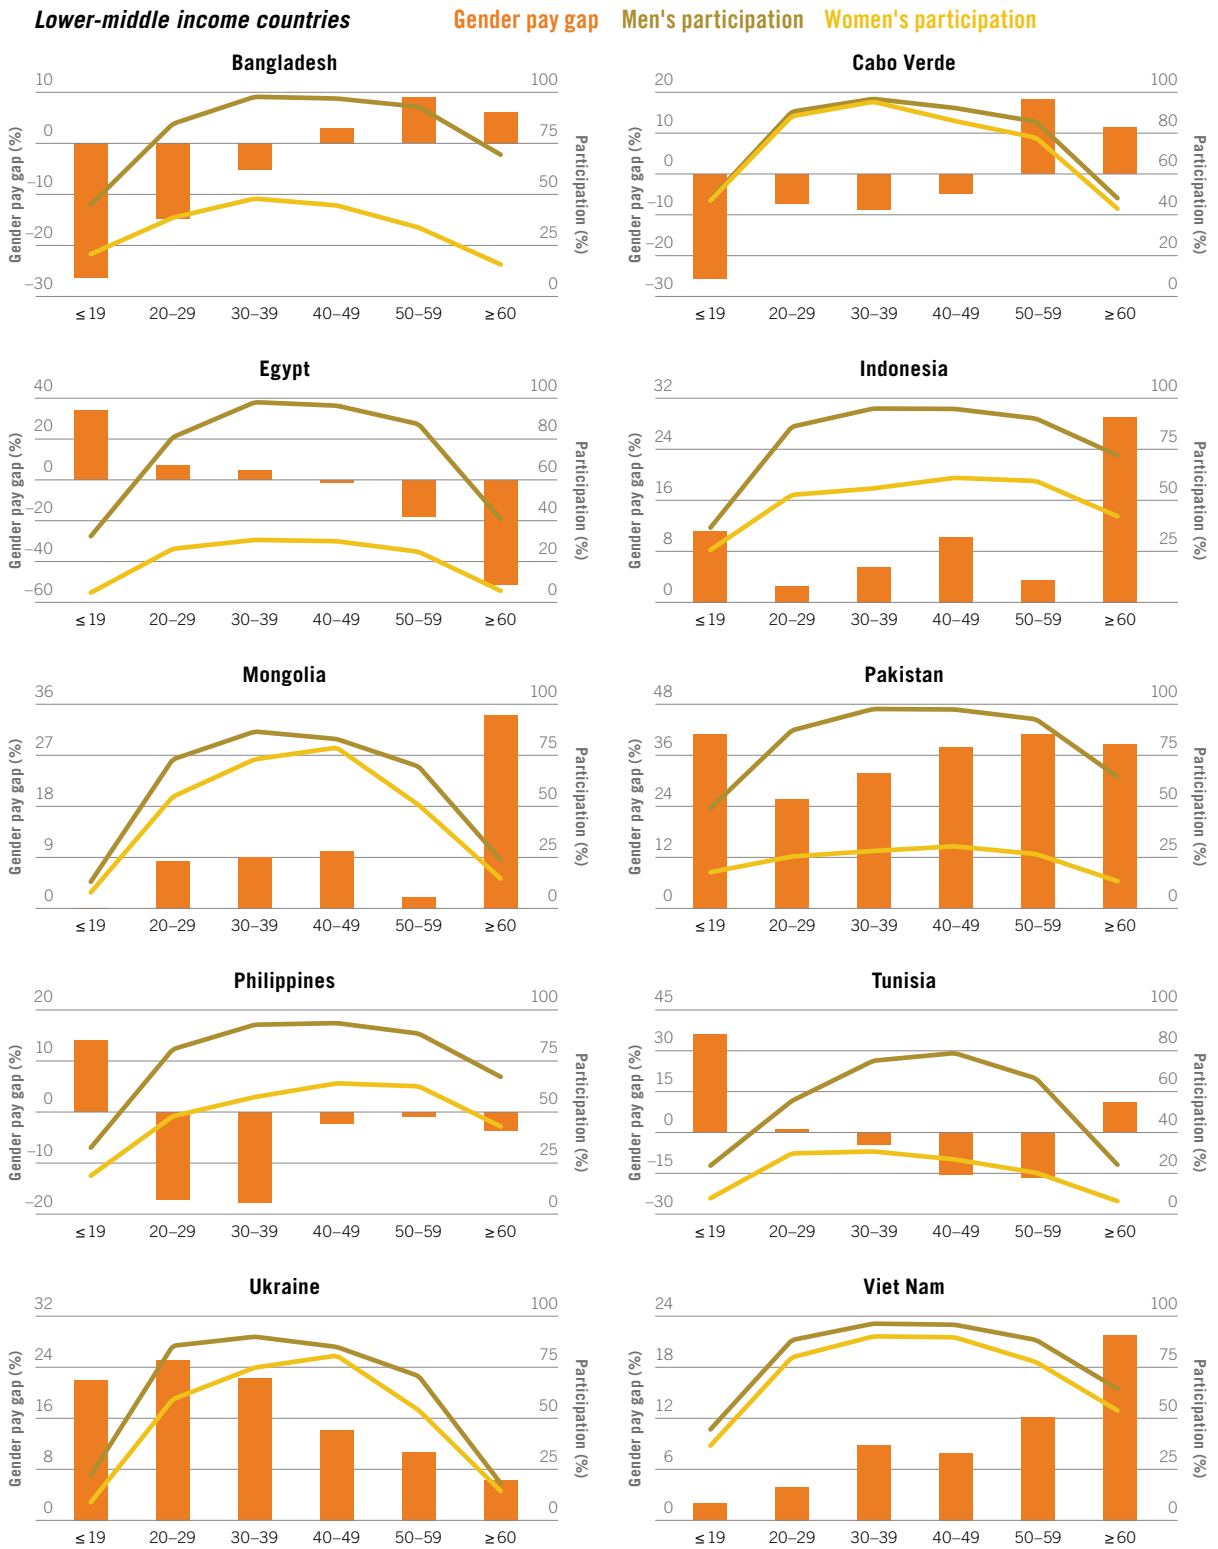 Lower-middle income countries Gender pay gap Men's participation Women's participation
Bangladesh
10
0
–10
–20
–30
Gender pay gap (%)
100
75
50
25
0
Participation (%)
≤ 19 20–29 30–39 40–49 50–59 ≥ 60
Cabo Verde
20
10
0
–10
–20
–30
Gender pay gap (%)
100
80
60
40
20
0
Participation (%)
≤ 19 20–29 30–39 40–49 50–59 ≥ 60
Egypt
40
20
0
–20
–40
–60
Gender pay gap (%)
100
80
60
40
20
0
Participation (%)
≤ 19 20–29 30–39 40–49 50–59 ≥ 60
Indonesia
32
24
16
8
0
Gender pay gap (%)
100
75
50
25
0
Participation (%)
≤ 19 20–29 30–39 40–49 50–59 ≥ 60
Mongolia
36
27
18
9
0
Gender pay gap (%)
100
75
50
25
0
Participation (%)
≤ 19 20–29 30–39 40–49 50–59 ≥ 60
Pakistan
48
36
24
12
0
Gender pay gap (%)
100
75
50
25
0
Participation (%)
≤ 19 20–29 30–39 40–49 50–59 ≥ 60
Philippines
20
10
0
–10
–20
Gender pay gap (%)
100
75
50
25
0
Participation (%)
≤ 19 20–29 30–39 40–49 50–59 ≥ 60
Tunisia
45
30
15
0
–15
–30
Gender pay gap (%)
100
80
60
40
20
0
Participation (%)
≤ 19 20–29 30–39 40–49 50–59 ≥ 60
Ukraine
32
24
16
8
0
Gender pay gap (%)
100
75
50
25
0
Participation (%)
≤ 19 20–29 30–39 40–49 50–59 ≥ 60
Viet Nam
24
18
12
6
0
Gender pay gap (%)
100
75
50
25
0
Participation (%)
≤ 19 20–29 30–39 40–49 50–59 ≥ 60